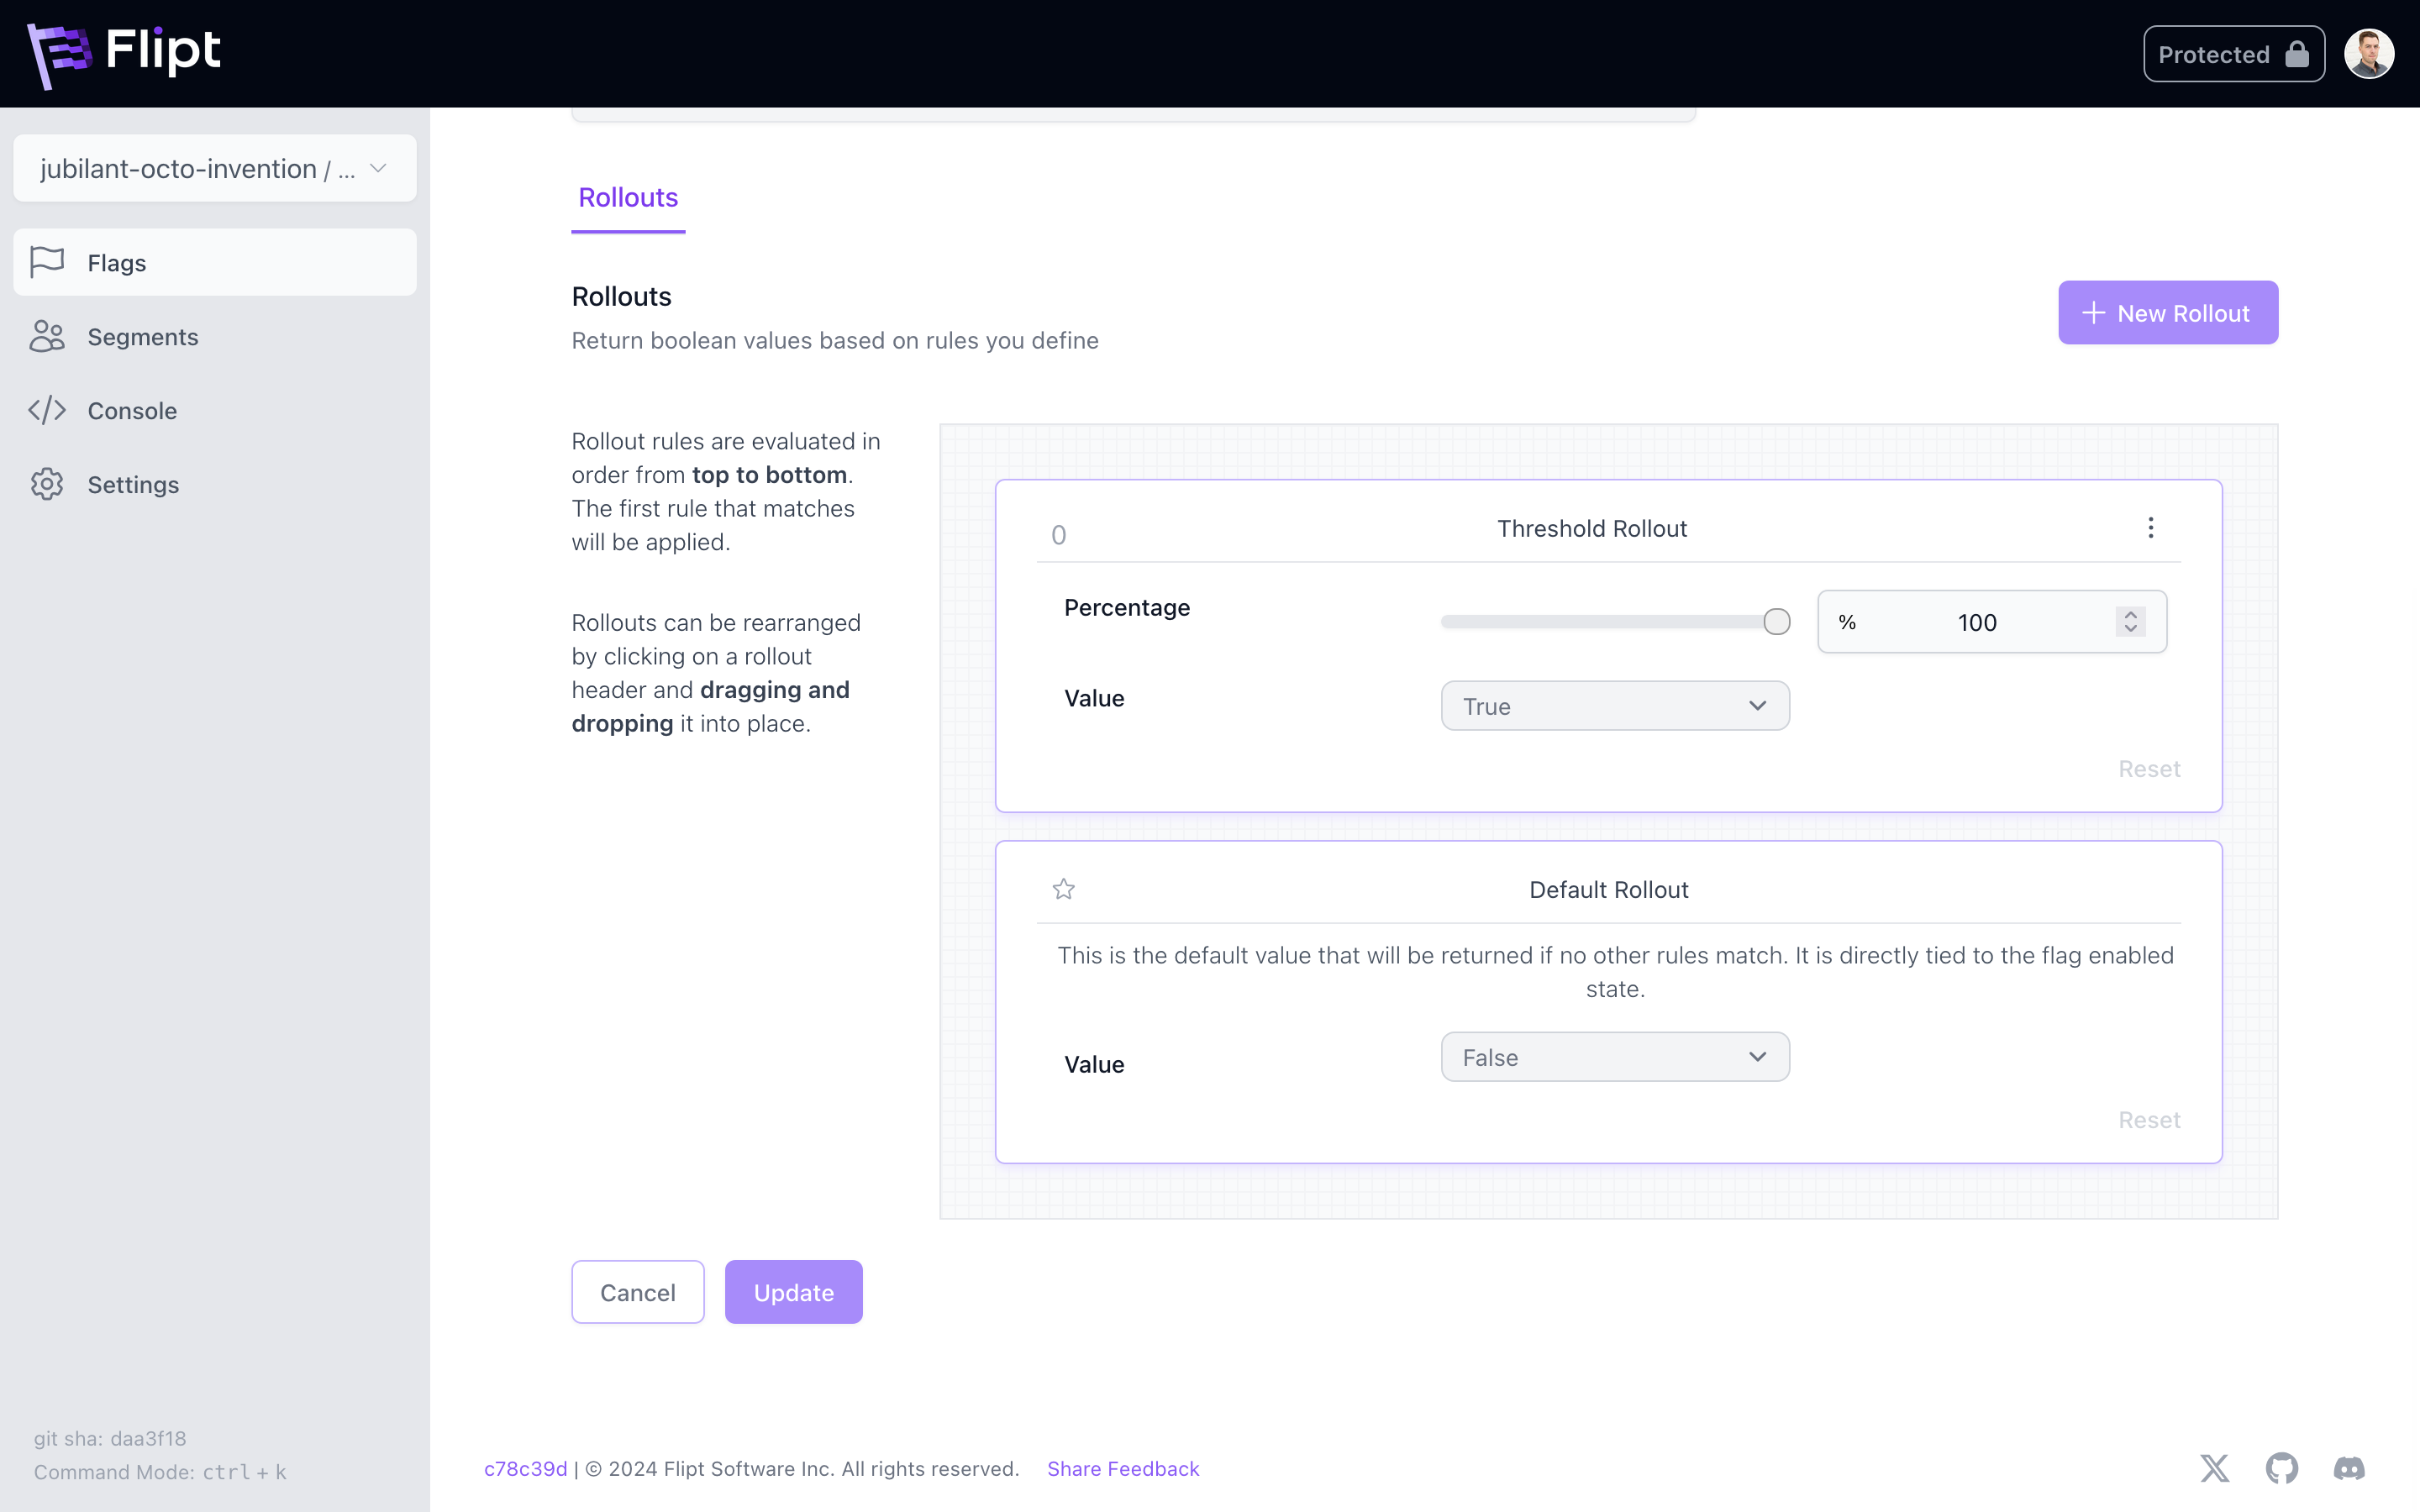 Flipt
Protected
jubilant-octo-invention / ...
Flags
Segments
Console
Settings
git sha: daa3f18
Command Mode: ctrl + k
Rollouts
Rollouts
Return boolean values based on rules you define
New Rollout
Rollout rules are evaluated in
order from top to bottom.
The first rule that matches
will be applied.
Rollouts can be rearranged
by clicking on a rollout
header and dragging and
dropping it into place.
0
Threshold Rollout
Percentage
% 100
Value
True
Reset
Default Rollout
This is the default value that will be returned if no other rules match. It is directly tied to the flag enabled
state.
Value
False
Reset
Cancel
Update
c78c39d | © 2024 Flipt Software Inc. All rights reserved. Share Feedback